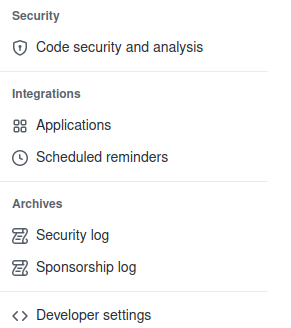 Security
Code security and analysis
Integrations
Applications
Scheduled reminders
Archives
Security log
Sponsorship log
Developer settings